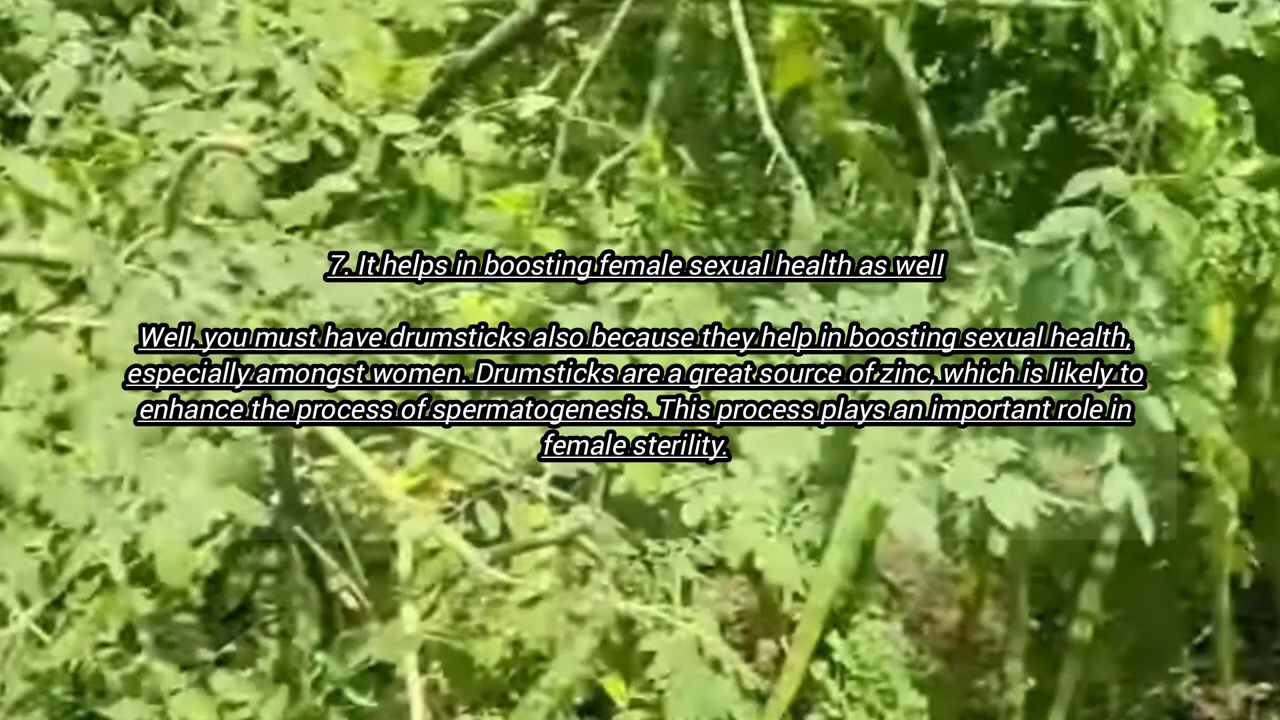 7. It helps in boosting female sexual health as well
Well, you must have drumsticks also because they help in boosting sexual health,
especially amongst women. Drumsticks are a great source of zinc, which is likely to
enhance the process of spermatogenesis. This process plays an important role in
female sterility.